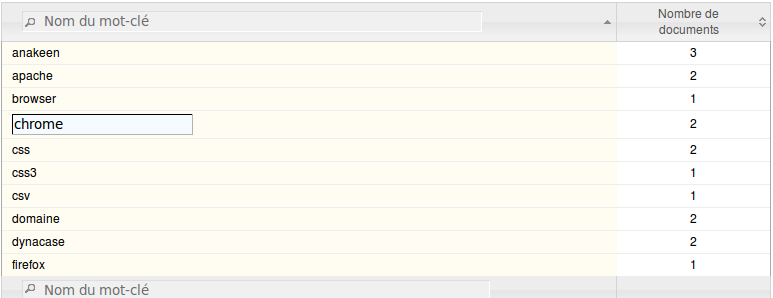 Nom du mot-clé
Nombre de
documents
anakeen 3
apache 2
browser 1
chrome 2
css 2
css3 1
csv 1
domaine 2
dynacase 2
firefox 1
Nom du mot-clé